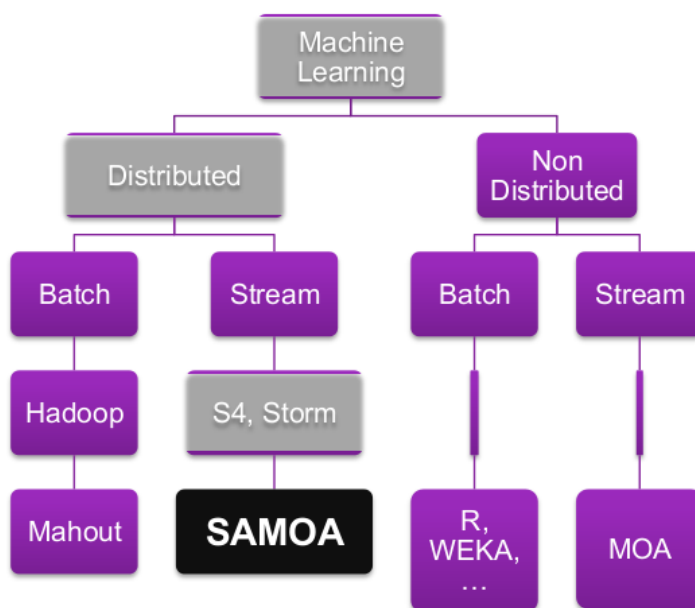 Machine
Learning
Distributed
Non
Distributed
Batch
Stream
Batch
Stream
Hadoop
S4, Storm
Mahout
SAMOA
R,
WEKA,
...
MOA